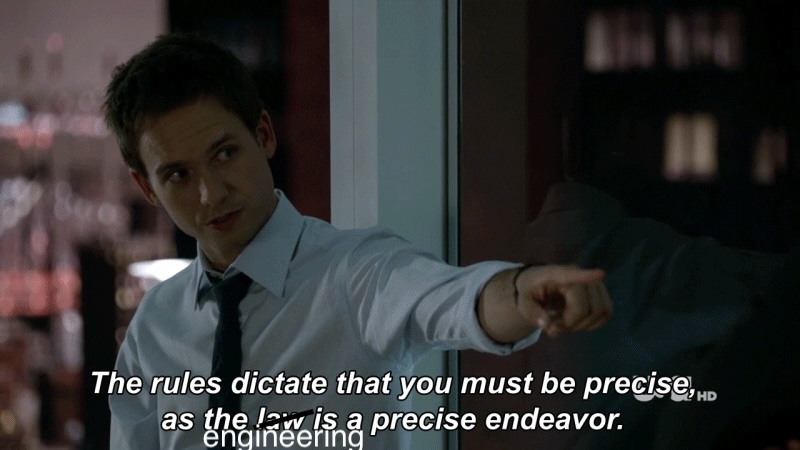 The rules dictate that you must be precise,
as the law is a precise endeavor.
engineering
HD